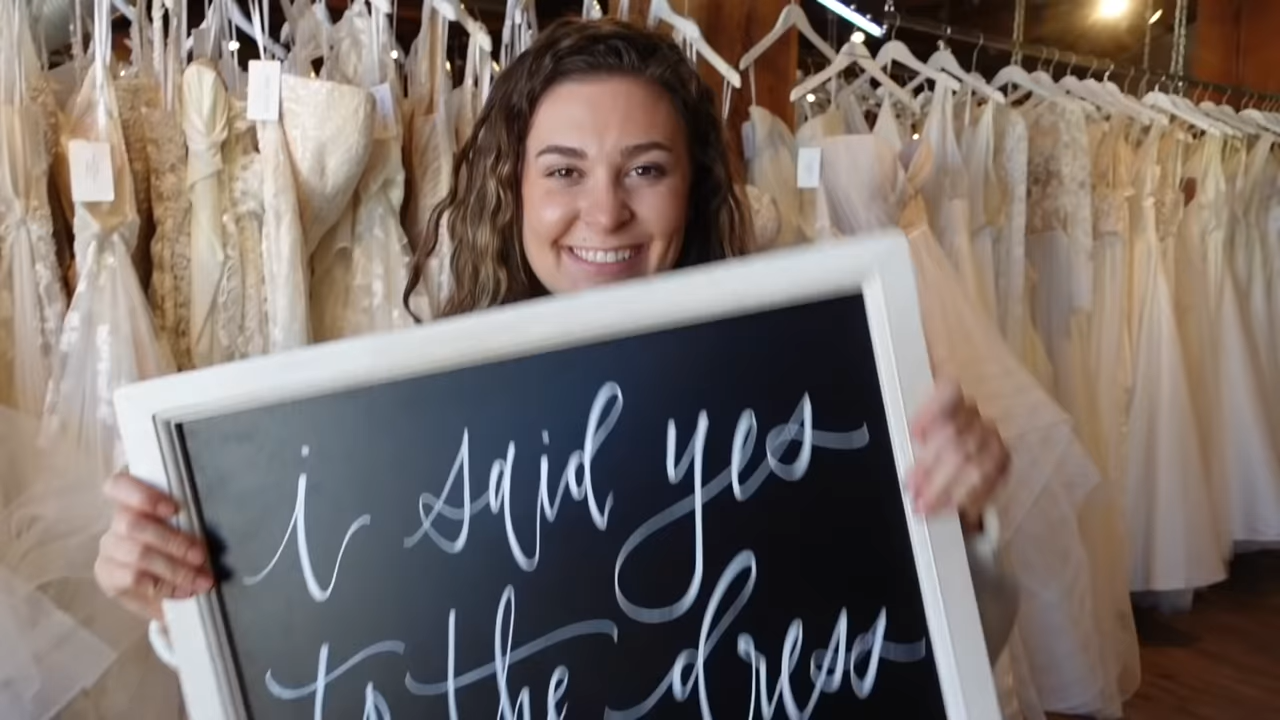 i said yes
to the dress